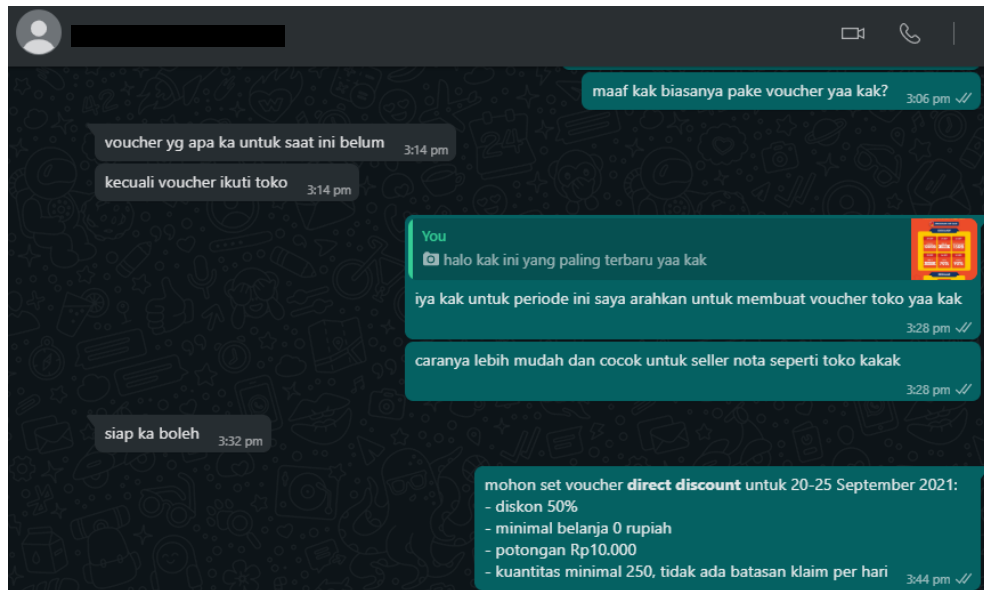 maaf kak biasanya pake voucher yaa kak?
3:06 pm
voucher yg apa ka untuk saat ini belum
3:14 pm
kecuali voucher ikuti toko
3:14 pm
You
halo kak ini yang paling terbaru yaa kak
iya kak untuk periode ini saya arahkan untuk membuat voucher toko yaa kak
3:28 pm
caranya lebih mudah dan cocok untuk seller nota seperti toko kakak
3:28 pm
siap ka boleh
3:32 pm
mohon set voucher direct discount untuk 20-25 September 2021:
- diskon 50%
- minimal belanja 0 rupiah
- potongan Rp10.000
- kuantitas minimal 250, tidak ada batasan klaim per hari
3:44 pm